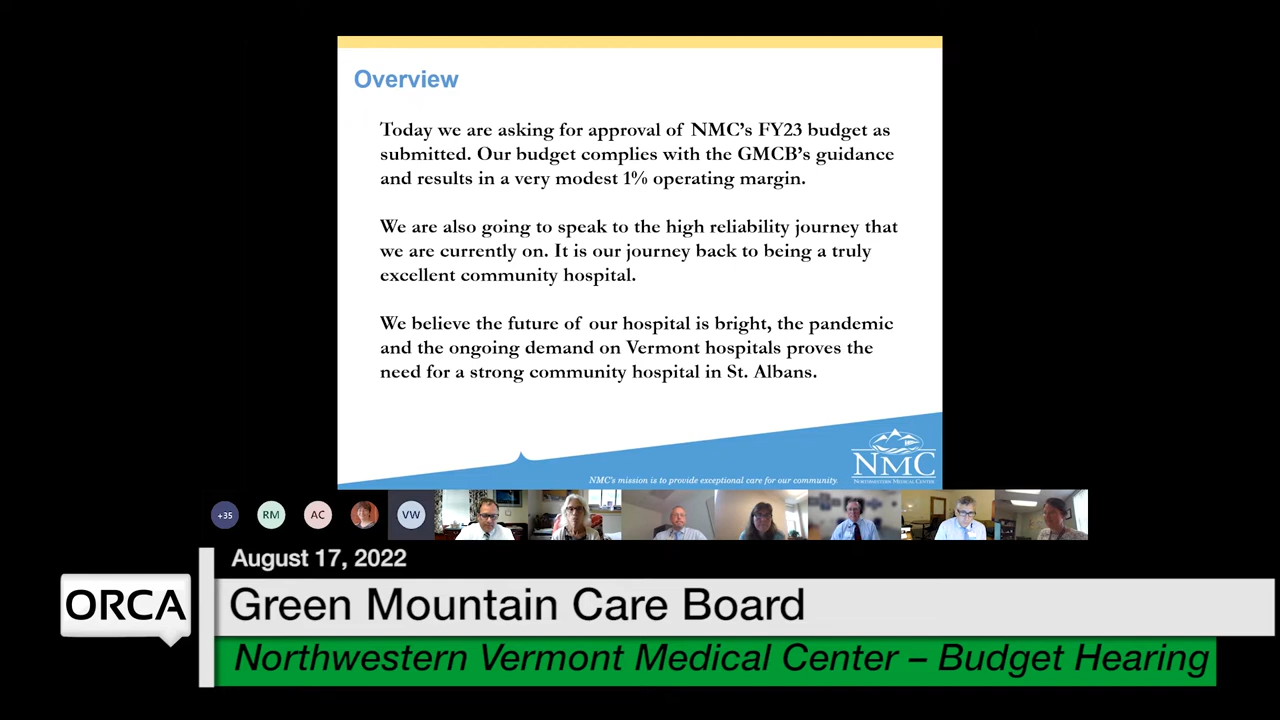 Overview
Today we are asking for approval of NMC's FY23 budget as
submitted. Our budget complies with the GMCB's guidance
and results in a very modest 1% operating margin.
We are also going to speak to the high reliability journey that
we are currently on. It is our journey back to being a truly
excellent community hospital.
We believe the future of our hospital is bright, the pandemic
and the ongoing demand on Vermont hospitals proves the
need for a strong community hospital in St. Albans.
NMC's mission is to provide exceptional care for our community.
NMC
NORTHWESTERN MEDICAL CENTER
+35
RM
AC
VW
August 17, 2022
ORCA
Green Mountain Care Board
Northwestern Vermont Medical Center – Budget Hearing